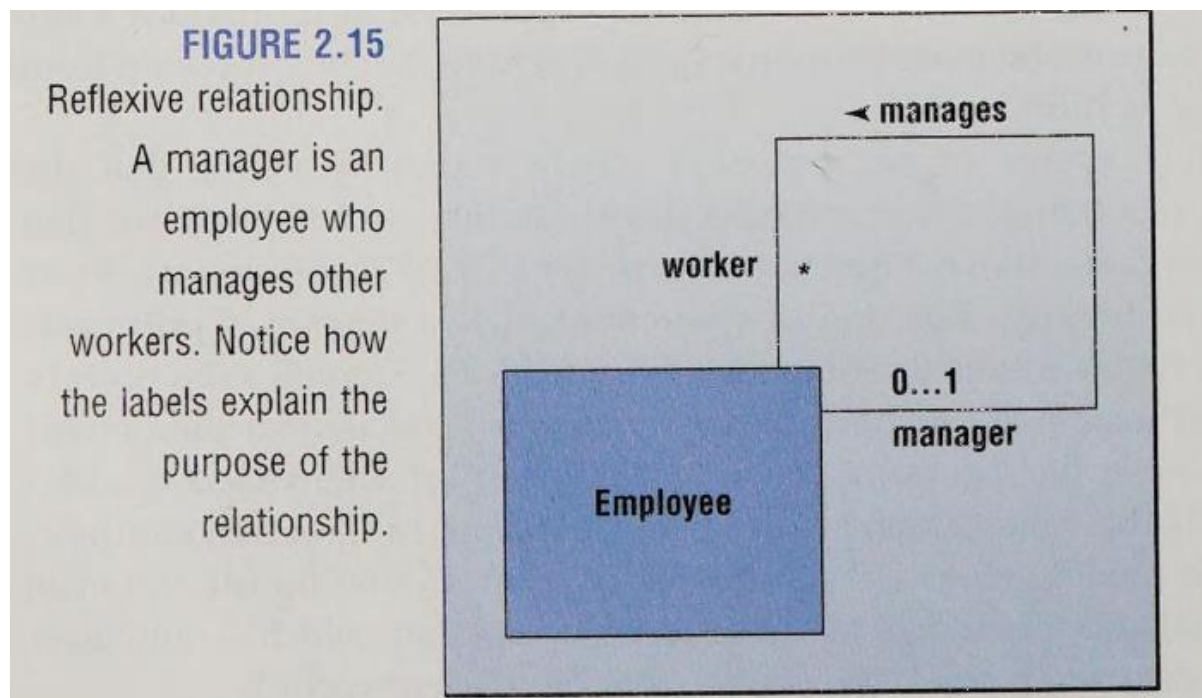 FIGURE 2.15
Reflexive relationship.
A manager is an
employee who
manages other
workers. Notice how
the labels explain the
purpose of the
relationship.
manages
worker *
0...1
manager
Employee